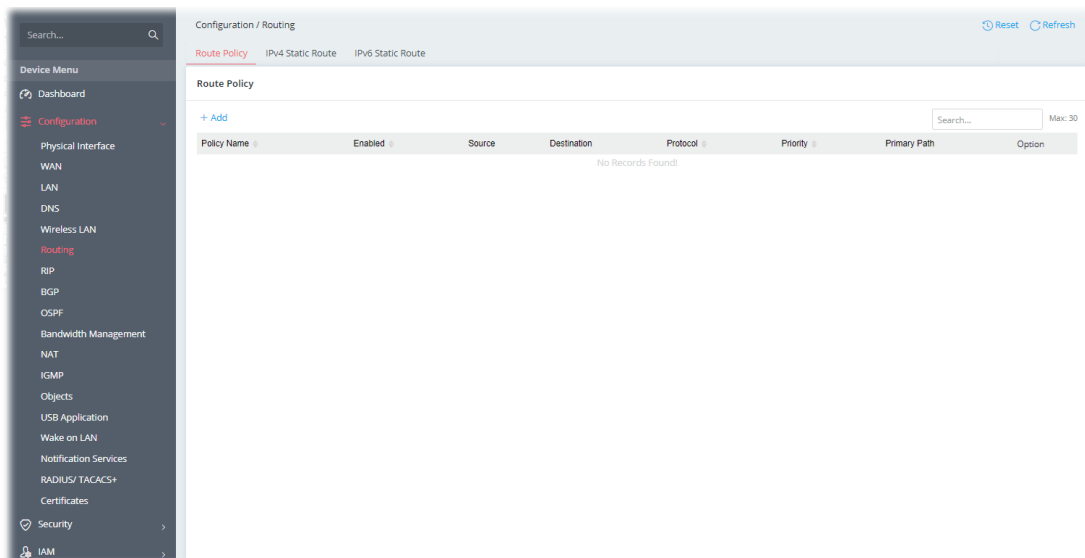 Search...
Device Menu
Dashboard
Configuration
Physical Interface
WAN
LAN
DNS
Wireless LAN
Routing
RIP
BGP
OSPF
Bandwidth Management
NAT
IGMP
Objects
USB Application
Wake on LAN
Notification Services
RADIUS/ TACACS+
Certificates
Security
IAM
Configuration / Routing
Reset Refresh
Route Policy IPv4 Static Route IPv6 Static Route
Route Policy
+ Add Search... Max: 30
Policy Name Enabled Source Destination Protocol Priority Primary Path Option
No Records Found!